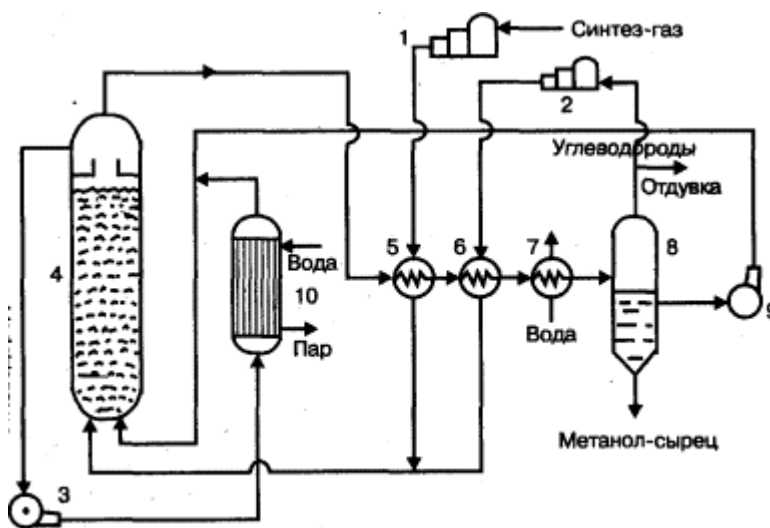 1
Синтез-газ
2
Углеводороды
Отдувка
4
5
6
7
8
Вода
10
9
Пар
Вода
Метанол-сырец
3